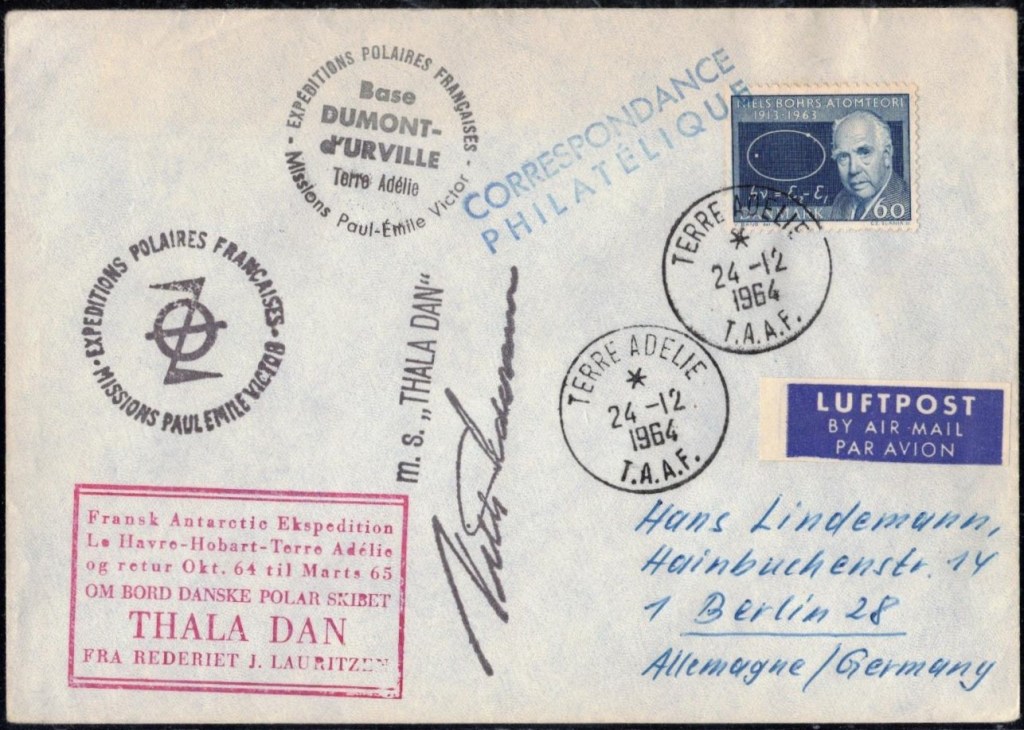 EXPÉDITIONS POLAIRES FRANÇAISES -
Base
DUMONT-
d'URVILLE
Terre Adélie
Missions Paul-Émile Victor -
CORRESPONDANCE
PHILATÉLIQUE
NIELS BOHRS ATOMTEORI
1913-1963
hν = E₂-E₁
DANMARK 60
TERRE ADELIE
*
24 -12
1964
T.A.A.F.
EXPEDITIONS POLAIRES FRANÇAISES
MISSIONS PAUL EMILE VICTOR
m. s. „THALA DAN"
TERRE ADELIE
*
24 -12
1964
T.A.A.F.
LUFTPOST
BY AIR MAIL
PAR AVION
Fransk Antarctic Ekspedition
Le Havre-Hobart-Terre Adélie
og retur Okt. 64 til Marts 65
OM BORD DANSKE POLAR SKIBET
THALA DAN
FRA REDERIET J. LAURITZEN
Hans Lindemann,
Hainbuchenstr. 14
1 Berlin 28
Allemagne/Germany